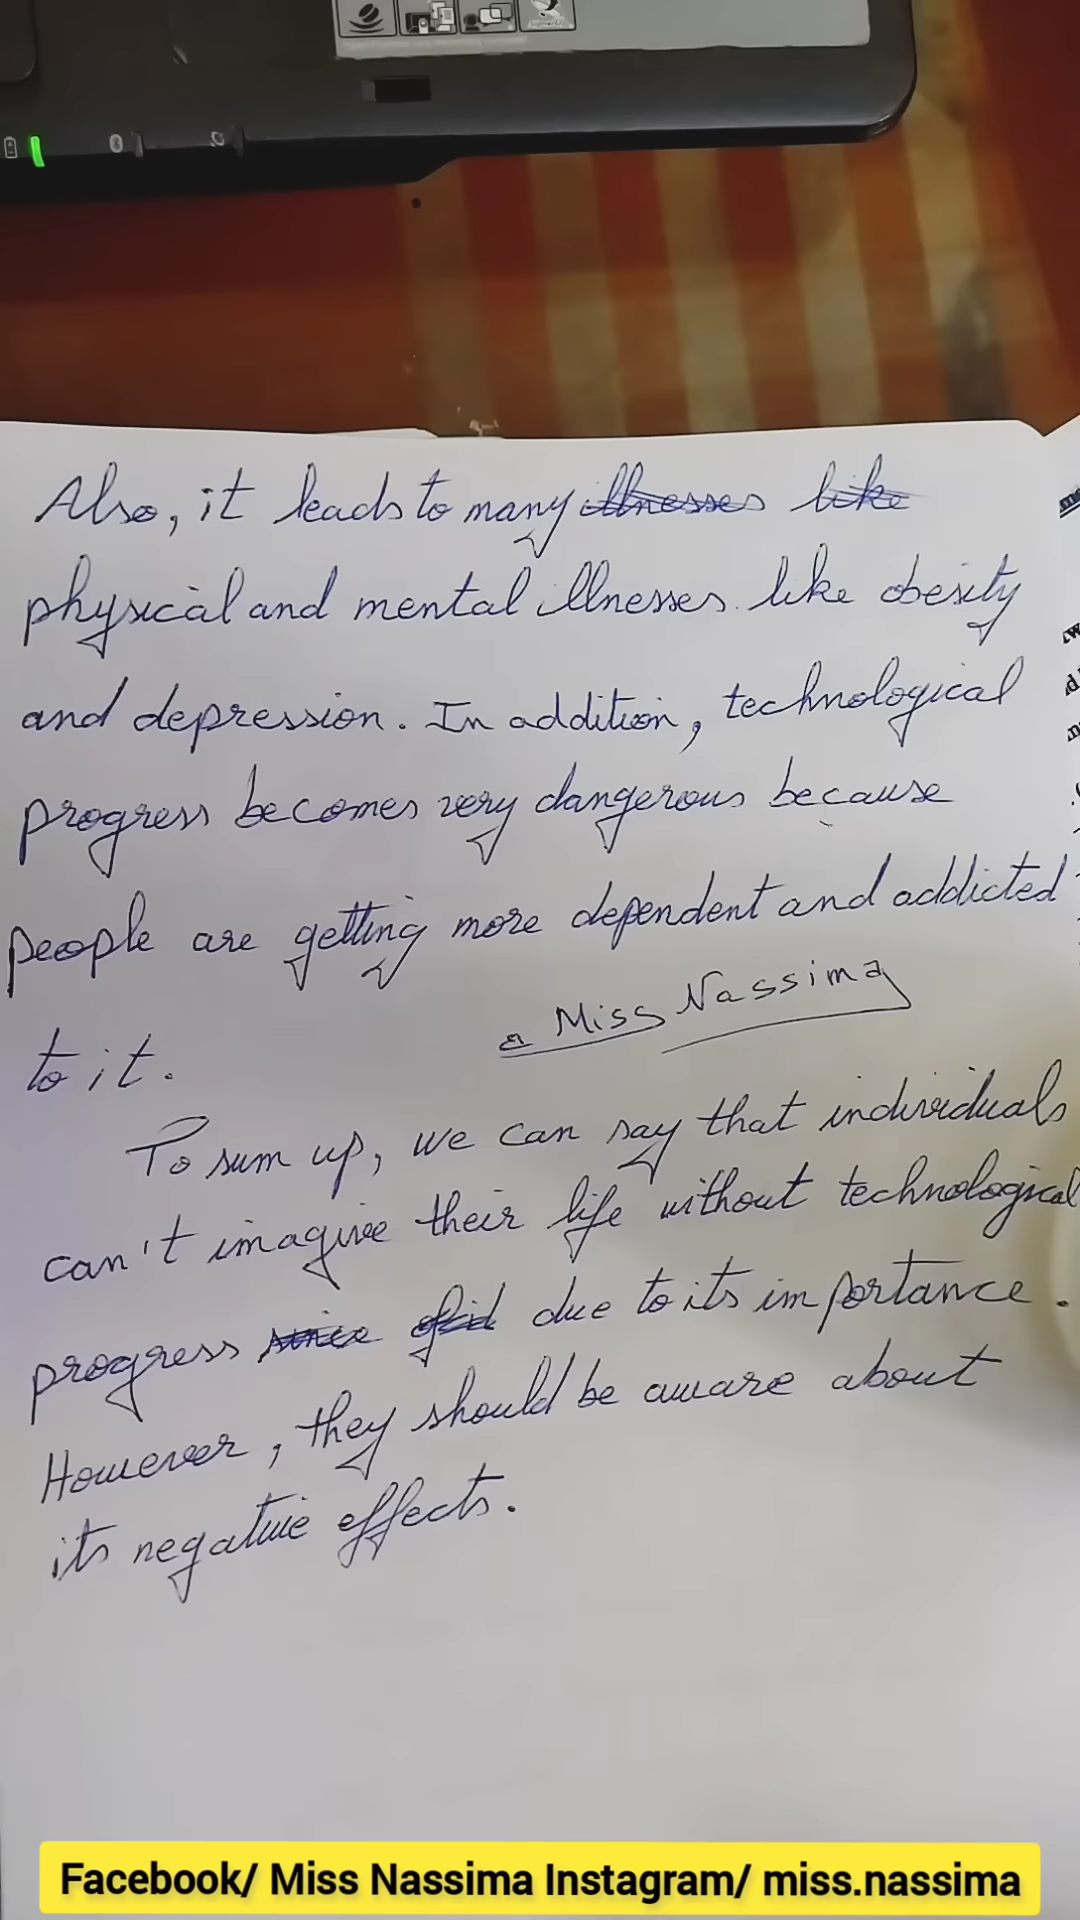 Also, it leads to many illnesses like
physical and mental illnesses like obesity
and depression. In addition, technological
progress becomes very dangerous because
people are getting more dependent and addicted
to it.
Miss Nassima
To sum up, we can say that individuals
can't imagine their life without technological
progress since due to its importance.
However, they should be aware about
its negative effects.
Facebook/ Miss Nassima Instagram/ miss.nassima